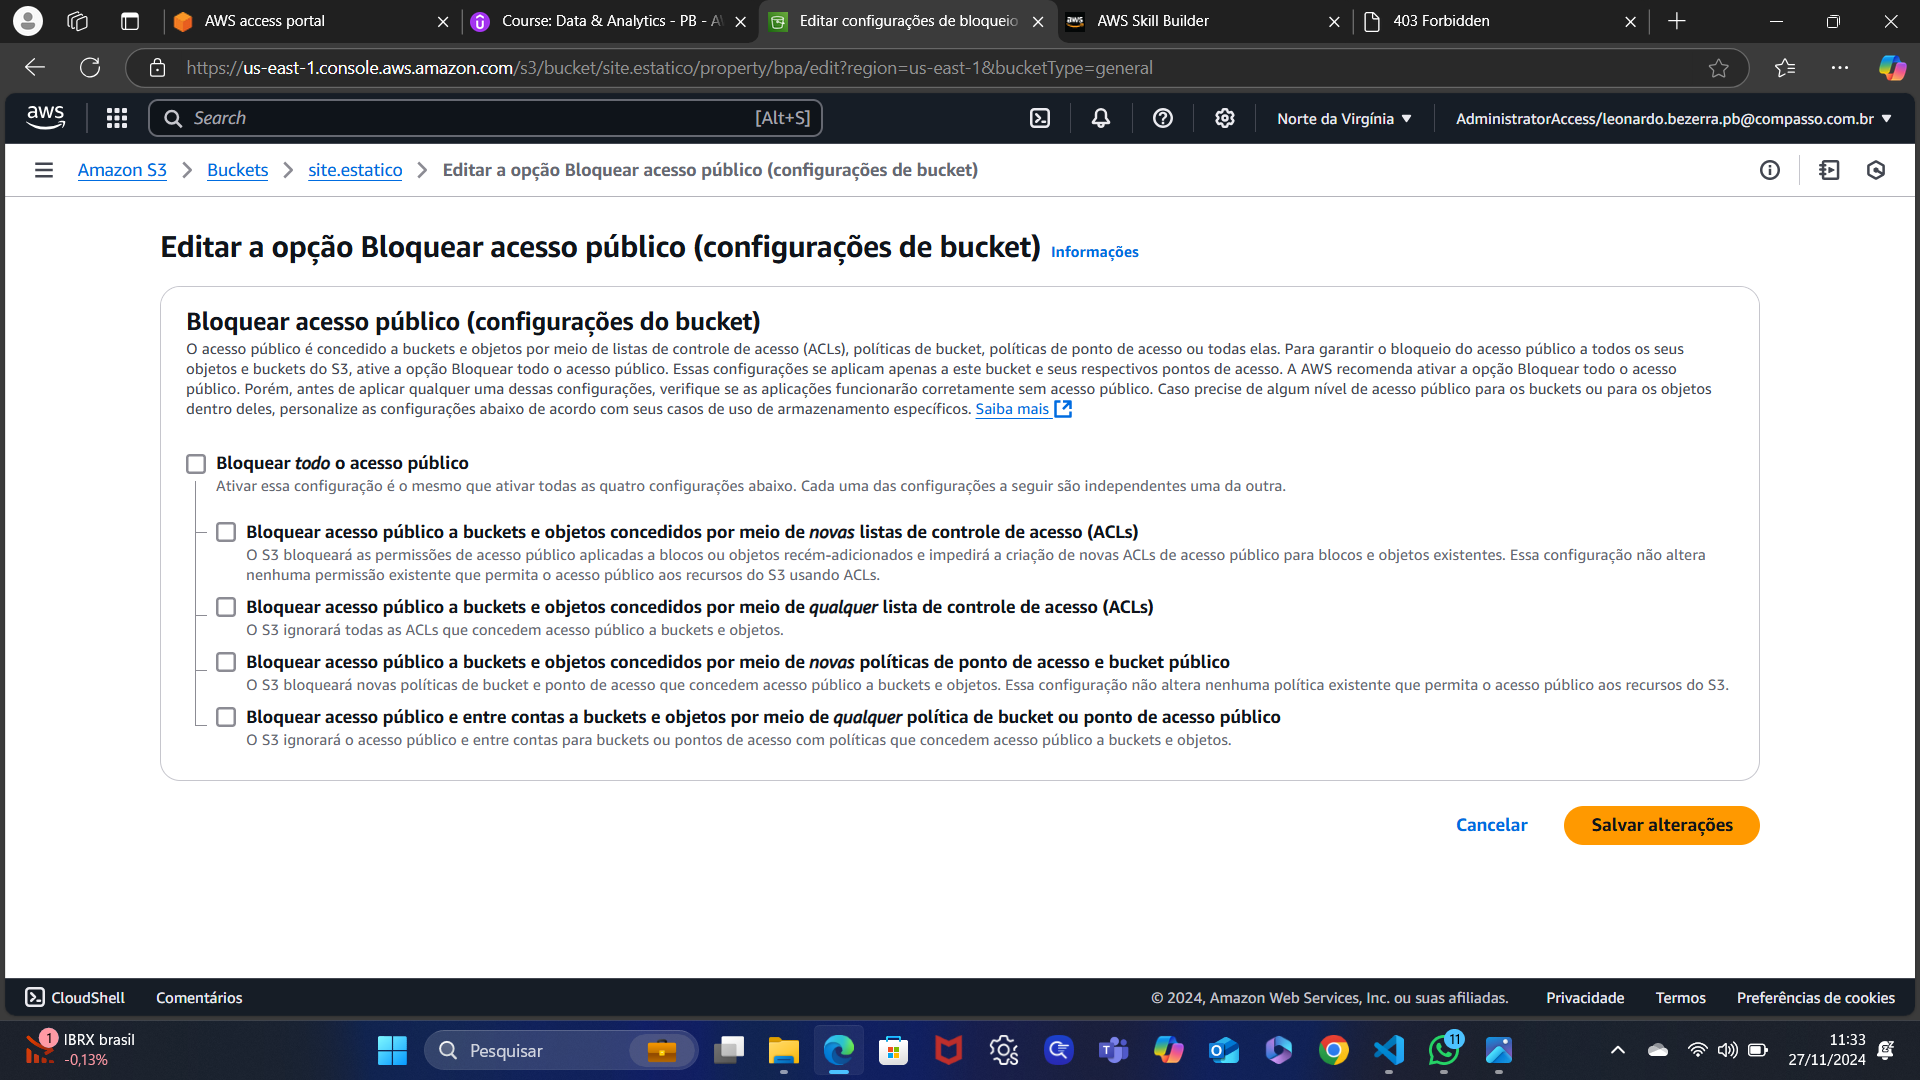 AWS access portal
Course: Data & Analytics - PB - A
Editar configurações de bloqueio
AWS Skill Builder
403 Forbidden
https://us-east-1.console.aws.amazon.com/s3/bucket/site.estatico/property/bpa/edit?region=us-east-1&bucketType=general
aws
Search
[Alt+S]
Norte da Virgínia
AdministratorAccess/leonardo.bezerra.pb@compasso.com.br
Amazon S3
Buckets
site.estatico
Editar a opção Bloquear acesso público (configurações de bucket)
Editar a opção Bloquear acesso público (configurações de bucket) Informações
Bloquear acesso público (configurações do bucket)
O acesso público é concedido a buckets e objetos por meio de listas de controle de acesso (ACLs), políticas de bucket, políticas de ponto de acesso ou todas elas. Para garantir o bloqueio do acesso público a todos os seus
objetos e buckets do S3, ative a opção Bloquear todo o acesso público. Essas configurações se aplicam apenas a este bucket e seus respectivos pontos de acesso. A AWS recomenda ativar a opção Bloquear todo o acesso
público. Porém, antes de aplicar qualquer uma dessas configurações, verifique se as aplicações funcionarão corretamente sem acesso público. Caso precise de algum nível de acesso público para os buckets ou para os objetos
dentro deles, personalize as configurações abaixo de acordo com seus casos de uso de armazenamento específicos. Saiba mais
Bloquear todo o acesso público
Ativar essa configuração é o mesmo que ativar todas as quatro configurações abaixo. Cada uma das configurações a seguir são independentes uma da outra.
Bloquear acesso público a buckets e objetos concedidos por meio de novas listas de controle de acesso (ACLs)
O S3 bloqueará as permissões de acesso público aplicadas a blocos ou objetos recém-adicionados e impedirá a criação de novas ACLs de acesso público para blocos e objetos existentes. Essa configuração não altera
nenhuma permissão existente que permita o acesso público aos recursos do S3 usando ACLs.
Bloquear acesso público a buckets e objetos concedidos por meio de qualquer lista de controle de acesso (ACLs)
O S3 ignorará todas as ACLs que concedem acesso público a buckets e objetos.
Bloquear acesso público a buckets e objetos concedidos por meio de novas políticas de ponto de acesso e bucket público
O S3 bloqueará novas políticas de bucket e ponto de acesso que concedem acesso público a buckets e objetos. Essa configuração não altera nenhuma política existente que permita o acesso público aos recursos do S3.
Bloquear acesso público e entre contas a buckets e objetos por meio de qualquer política de bucket ou ponto de acesso público
O S3 ignorará o acesso público e entre contas para buckets ou pontos de acesso com políticas que concedem acesso público a buckets e objetos.
Cancelar
Salvar alterações
CloudShell
Comentários
© 2024, Amazon Web Services, Inc. ou suas afiliadas.
Privacidade
Termos
Preferências de cookies
1
IBRX brasil
-0,13%
Pesquisar
11
11:33
27/11/2024